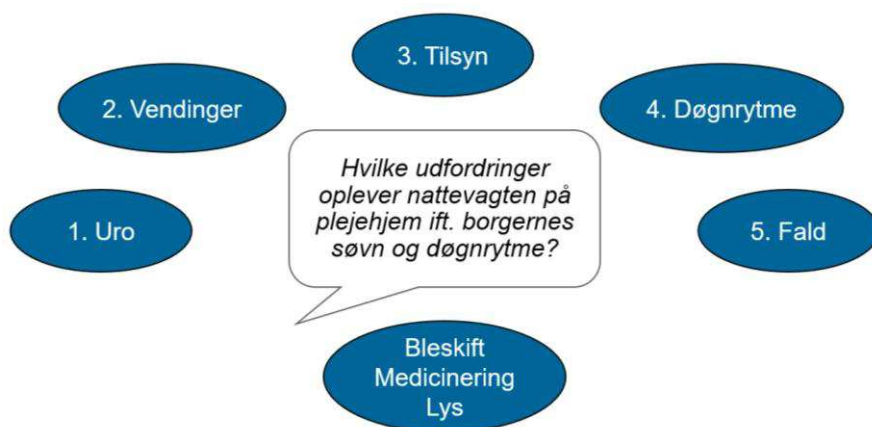 3. Tilsyn
2. Vendinger
4. Døgnrytme
Hvilke udfordringer
oplever nattevagten på
plejehjem ift. borgernes
søvn og døgnrytme?
1. Uro
5. Fald
Bleskift
Medicinering
Lys